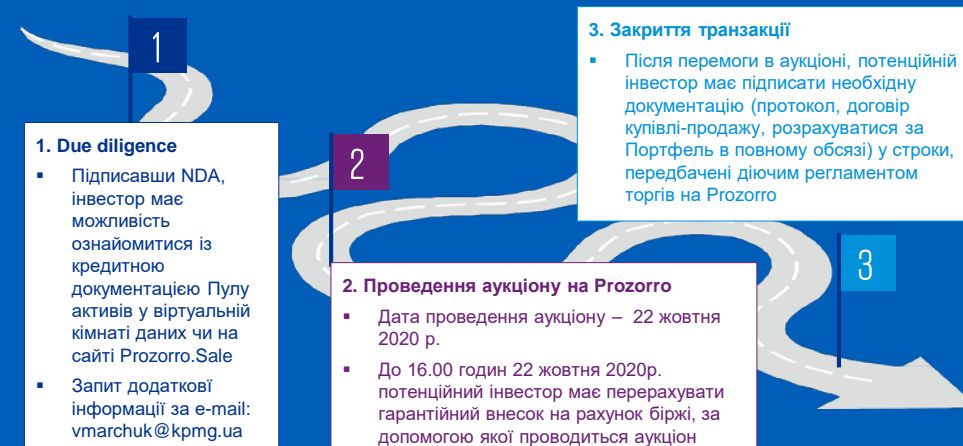 1
1. Due diligence
▪ Підписавши NDA,
інвестор має
можливість
ознайомитися із
кредитною
документацією Пулу
активів у віртуальній
кімнаті даних чи на
сайті Prozorro.Sale
▪ Запит додаткової
інформації за e-mail:
vmarchuk@kpmg.ua
2
2. Проведення аукціону на Prozorro
▪ Дата проведення аукціону – 22 жовтня
2020 р.
▪ До 16.00 годин 22 жовтня 2020р.
потенційний інвестор має перерахувати
гарантійний внесок на рахунок біржі, за
допомогою якої проводиться аукціон
3. Закриття транзакції
▪ Після перемоги в аукціоні, потенційній
інвестор має підписати необхідну
документацію (протокол, договір
купівлі-продажу, розрахуватися за
Портфель в повному обсязі) у строки,
передбачені діючим регламентом
торгів на Prozorro
3